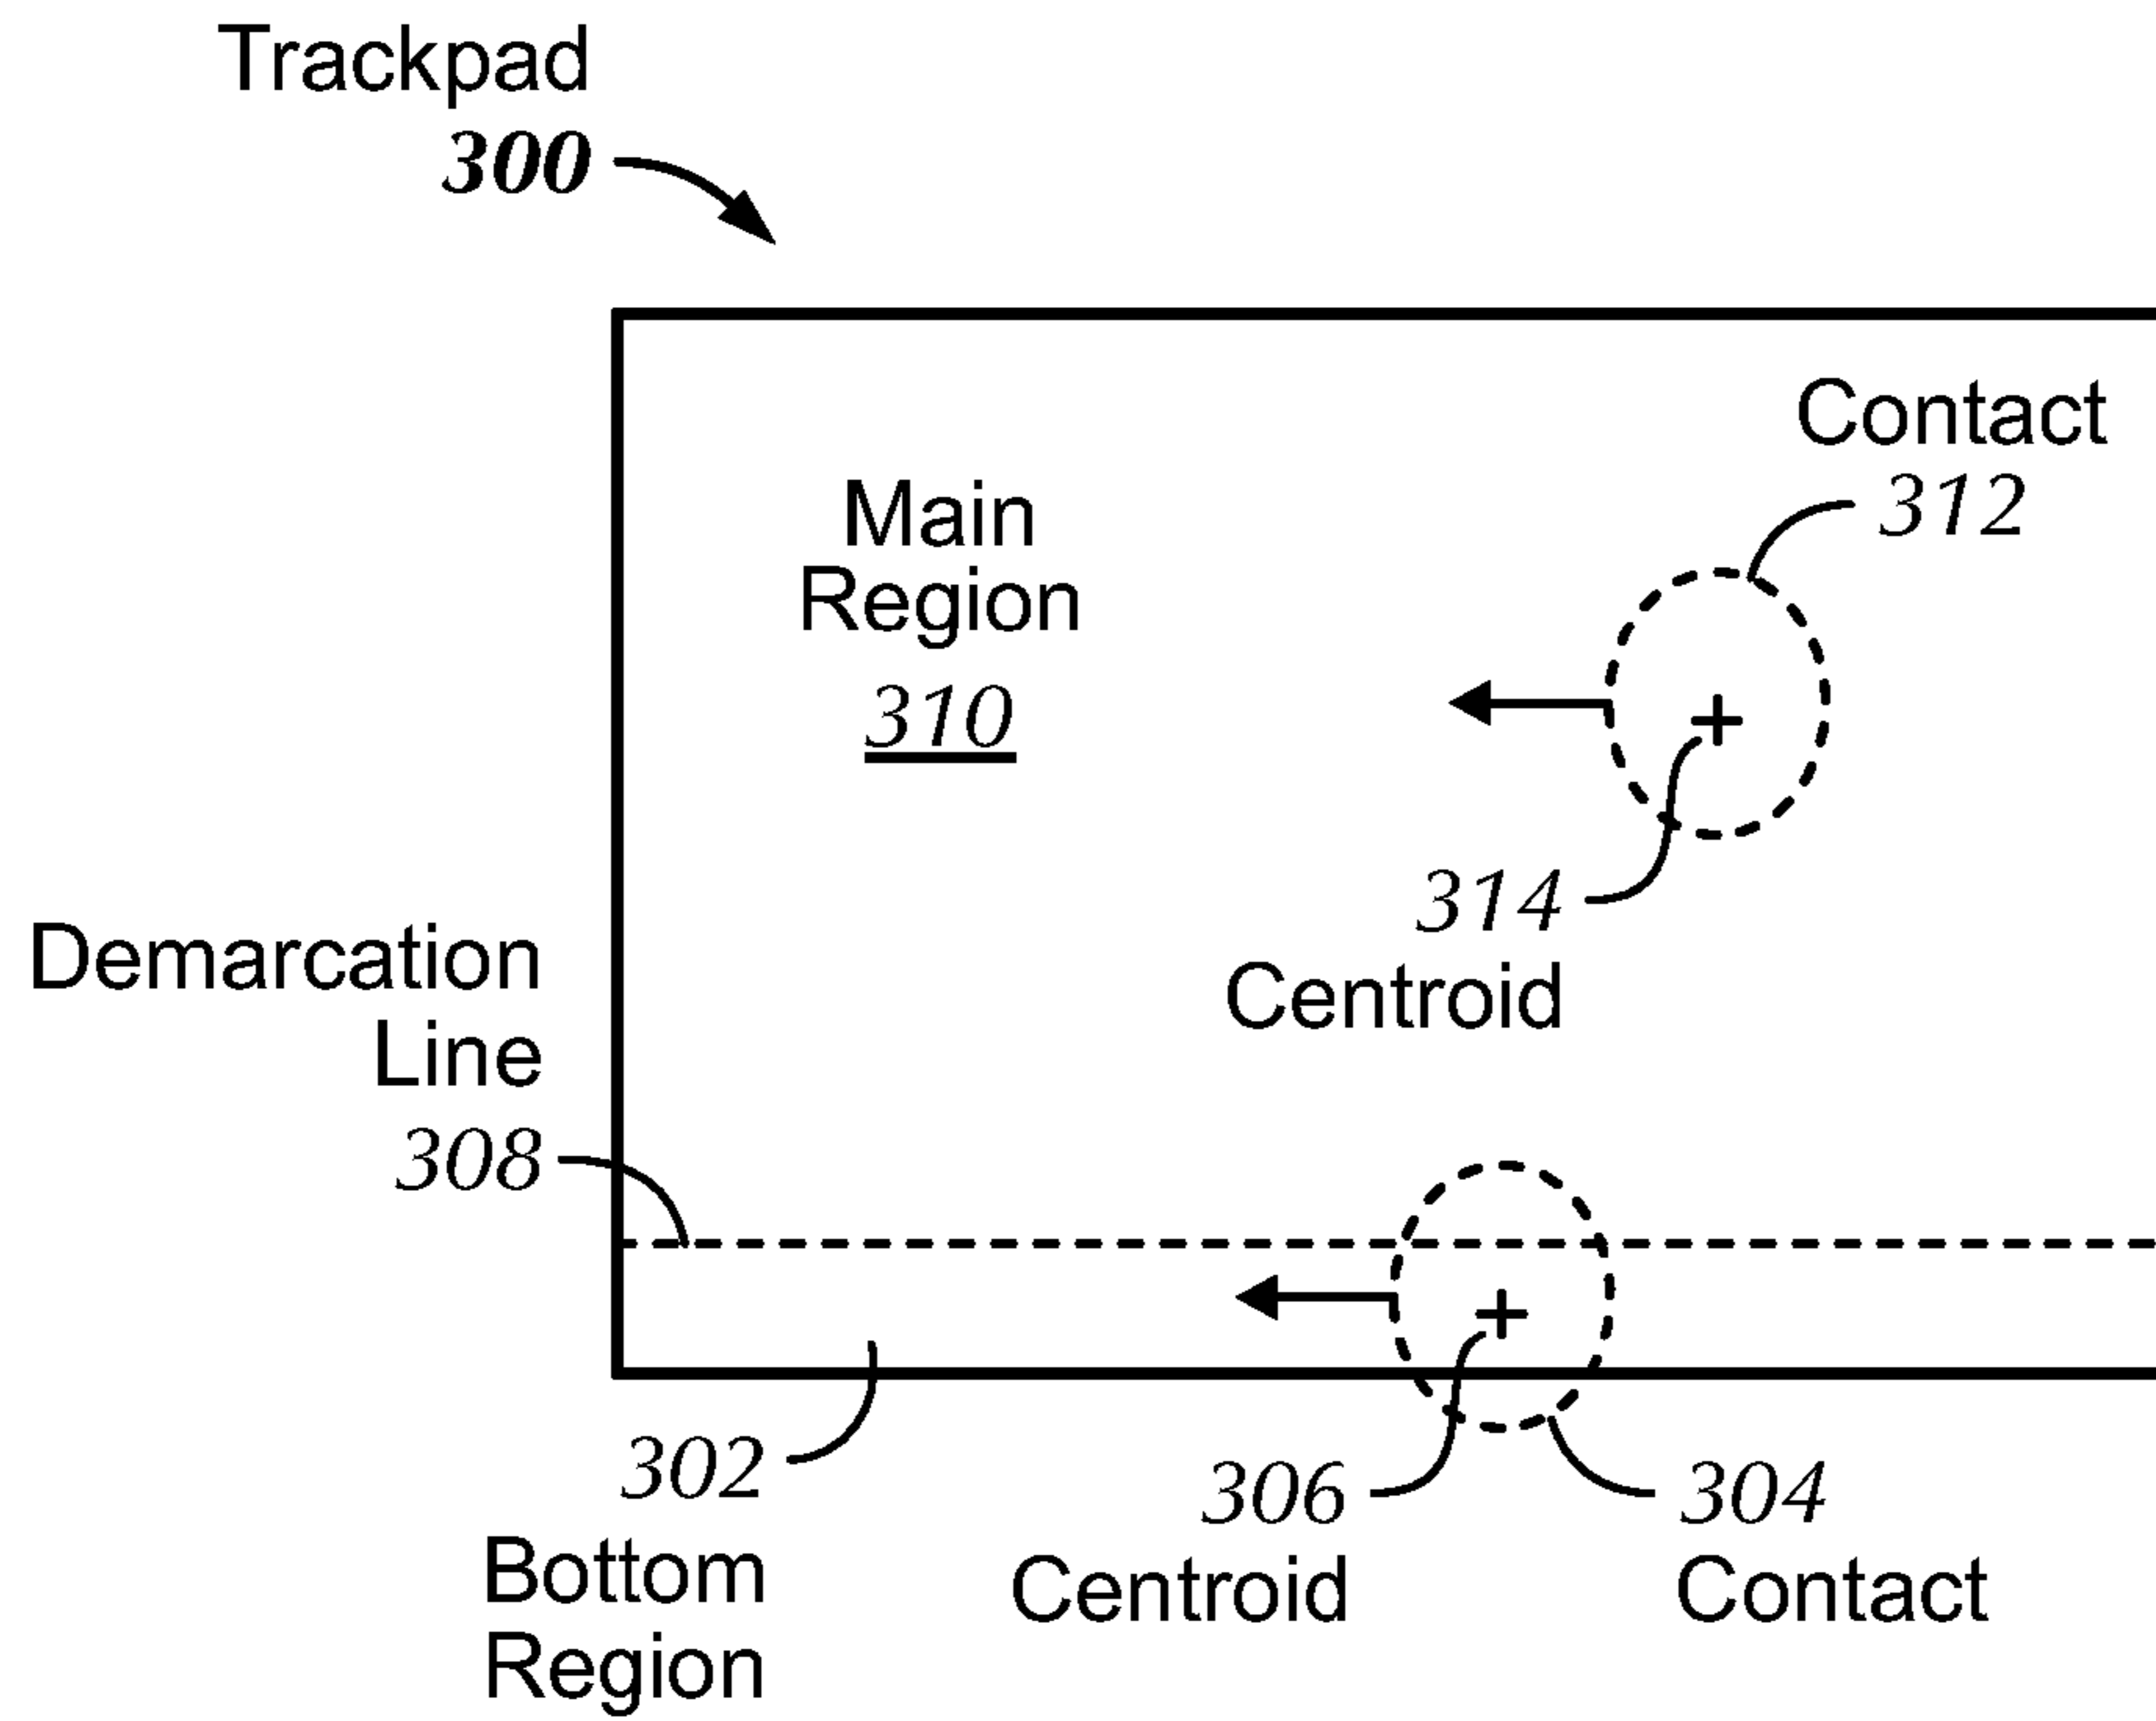 Trackpad
300
Contact
312
Main
Region
310
314
Centroid
Demarcation
Line
308
302
Bottom
Region
306
Centroid
304
Contact